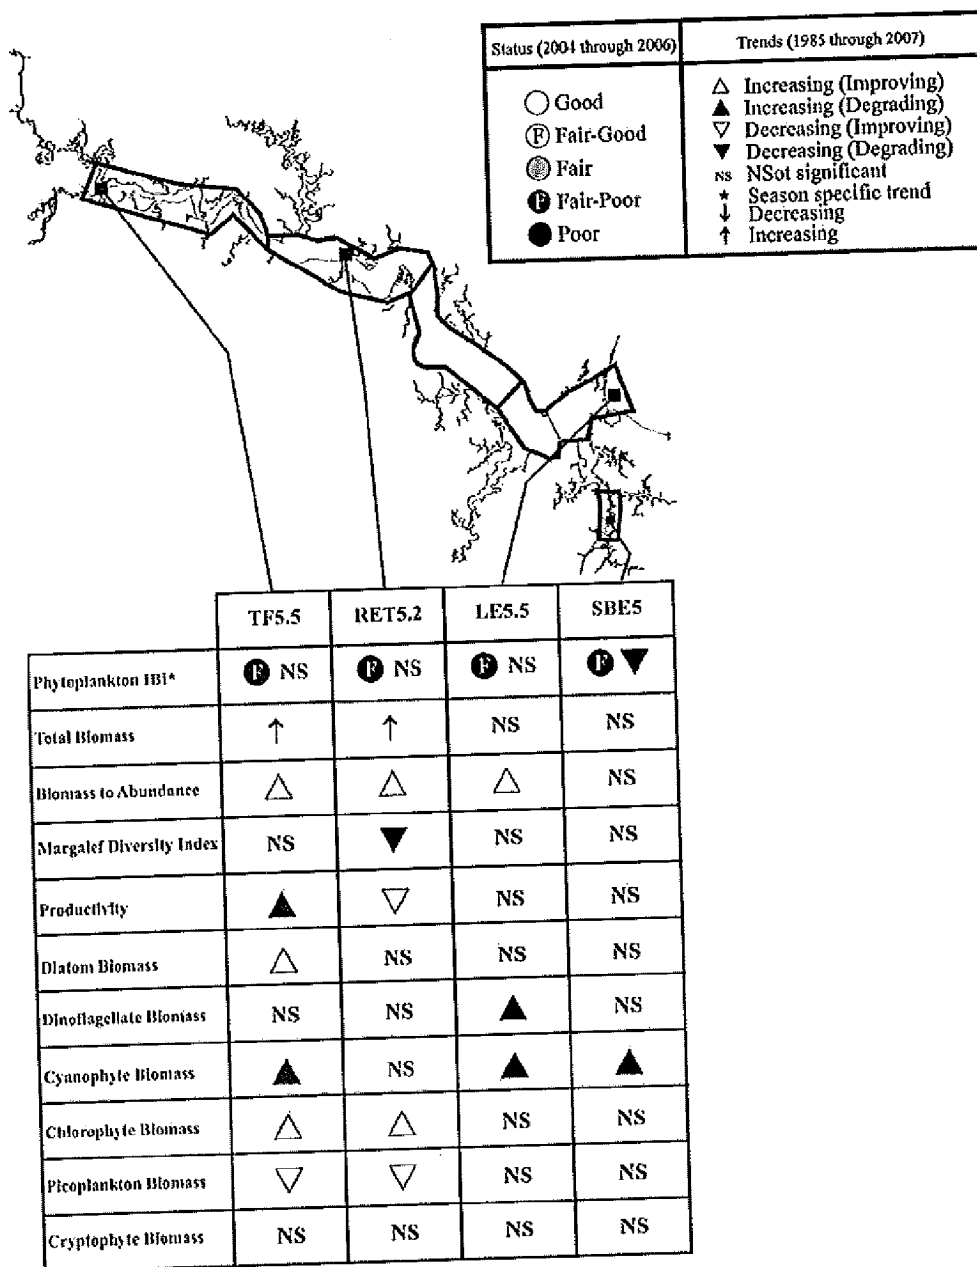 Status (2004 through 2006) Trends (1985 through 2007)
Good
F Fair-Good
Fair
F Fair-Poor
Poor
△ Increasing (Improving)
▲ Increasing (Degrading)
▽ Decreasing (Improving)
▼ Decreasing (Degrading)
NS NSot significant
* Season specific trend
↓ Decreasing
↑ Increasing
TF5.5 RET5.2 LE5.5 SBE5
Phytoplankton IBI* F NS F NS F NS F ▼
Total Biomass ↑ ↑ NS NS
Biomass to Abundance △ △ △ NS
Margalef Diversity Index NS ▼ NS NS
Productivity ▲ ▽ NS NS
Diatom Biomass △ NS NS NS
Dinoflagellate Biomass NS NS ▲ NS
Cyanophyte Biomass ▲ NS ▲ ▲
Chlorophyte Biomass △ △ NS NS
Picoplankton Biomass ▽ ▽ NS NS
Cryptophyte Biomass NS NS NS NS